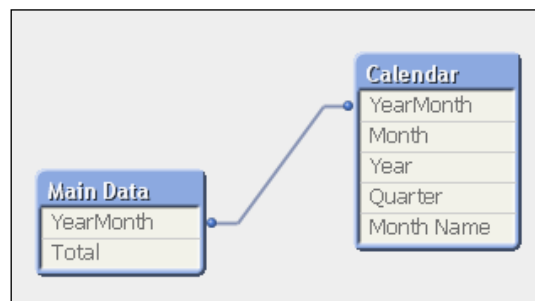 Calendar
YearMonth
Month
Year
Quarter
Month Name
Main Data
YearMonth
Total